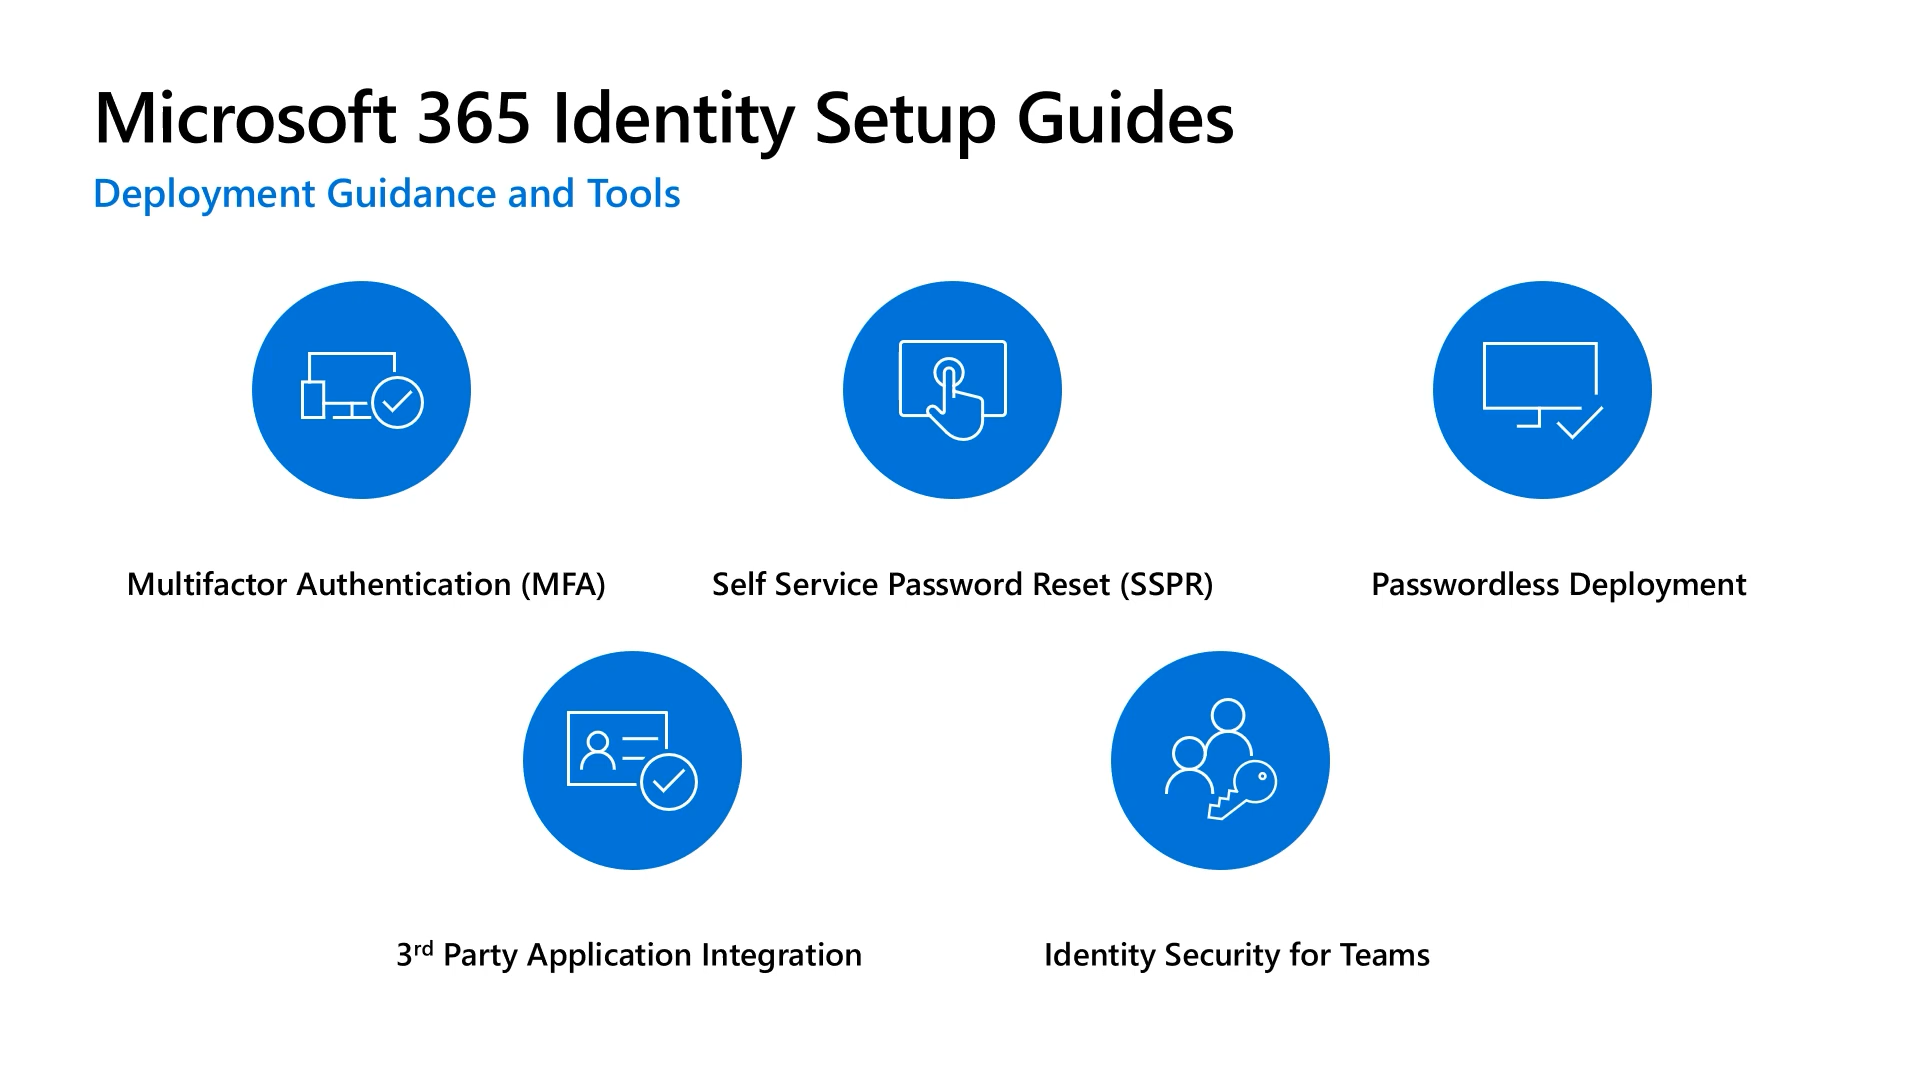 Microsoft 365 Identity Setup Guides
Deployment Guidance and Tools
Multifactor Authentication (MFA)
Self Service Password Reset (SSPR)
Passwordless Deployment
3rd Party Application Integration
Identity Security for Teams